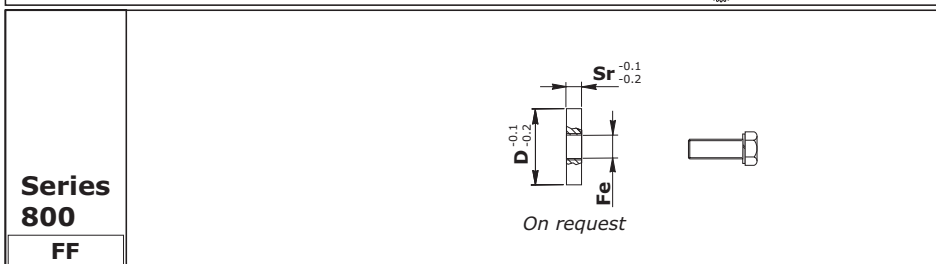 Series
800
FF
Sr -0.1
-0.2
D -0.1
-0.2
Fe
On request